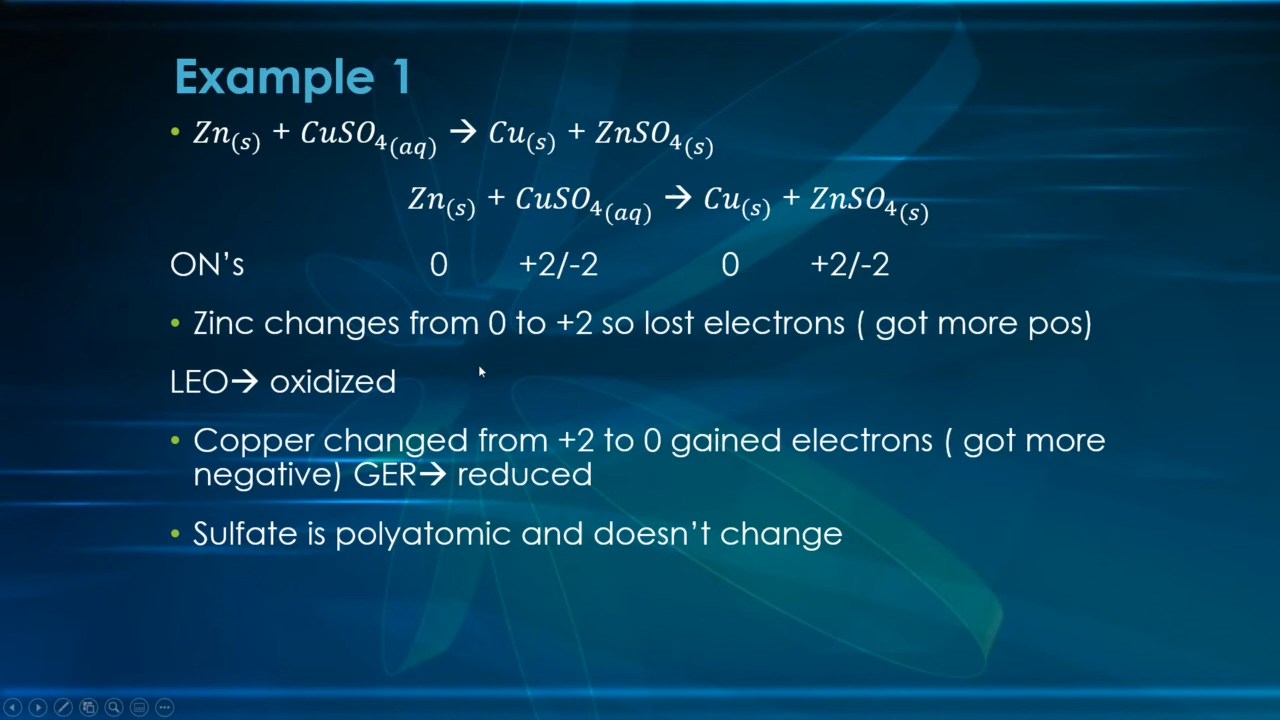 Example 1
• Zn(s) + CuSO4(aq) → Cu(s) + ZnSO4(s)
Zn(s) + CuSO4(aq) → Cu(s) + ZnSO4(s)
ON’s 0 +2/-2 0 +2/-2
• Zinc changes from 0 to +2 so lost electrons ( got more pos)
LEO→ oxidized
• Copper changed from +2 to 0 gained electrons ( got more
negative) GER→ reduced
• Sulfate is polyatomic and doesn’t change